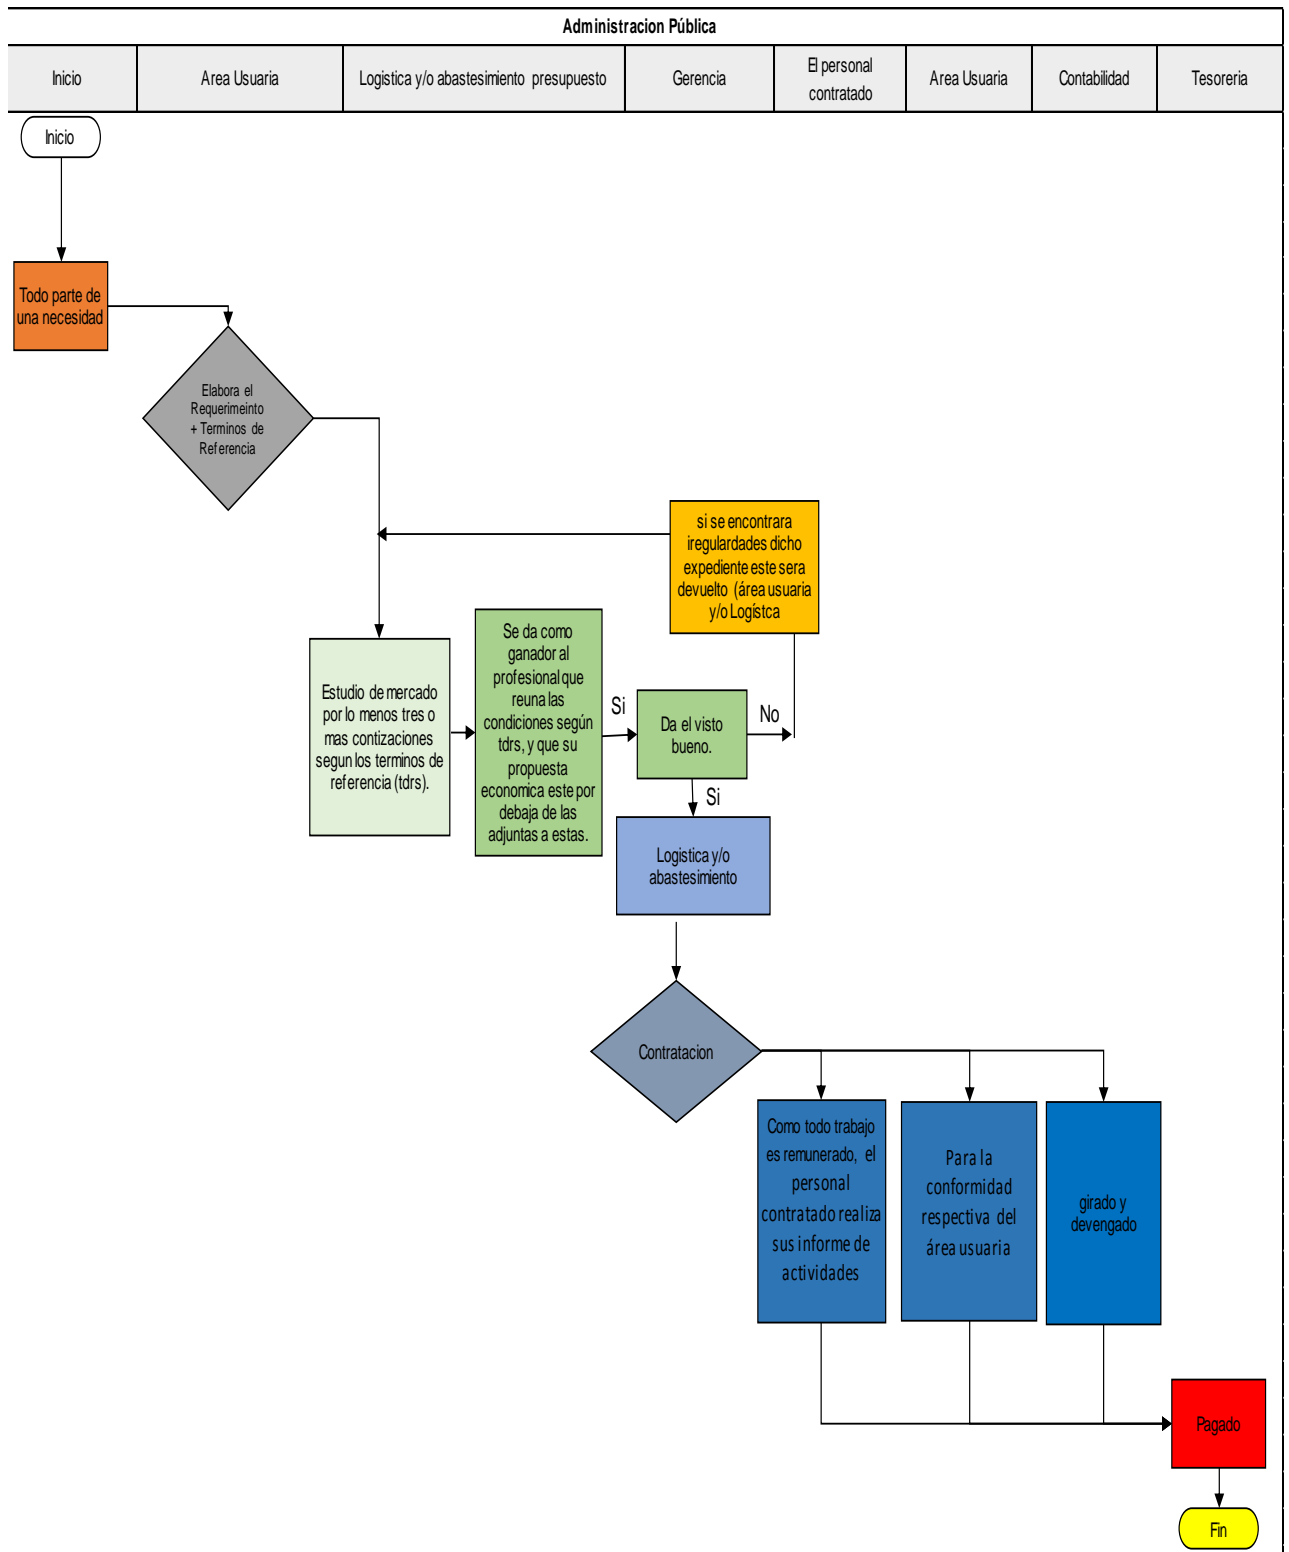 Administracion Pública
Inicio
Area Usuaria
Logistica y/o abastesimiento presupuesto
Gerencia
El personal
contratado
Area Usuaria
Contabilidad
Tesoreria
Inicio
Todo parte de
una necesidad
Elabora el
Requerimeinto
+ Terminos de
Referencia
si se encontrara
iregulardades dicho
expediente este sera
devuelto (área usuaria
y/o Logístca
Estudio de mercado
por lo menos tres o
mas contizaciones
segun los terminos de
referencia (tdrs).
Se da como
ganador al
profesional que
reuna las
condiciones según
tdrs, y que su
propuesta
economica este por
debaja de las
adjuntas a estas.
Si
Da el visto
bueno.
No
Si
Logistica y/o
abastesimiento
Contratacion
Como todo trabajo
es remunerado, el
personal
contratado realiza
sus informe de
actividades
Para la
conformidad
respectiva del
área usuaria
girado y
devengado
Pagado
Fin